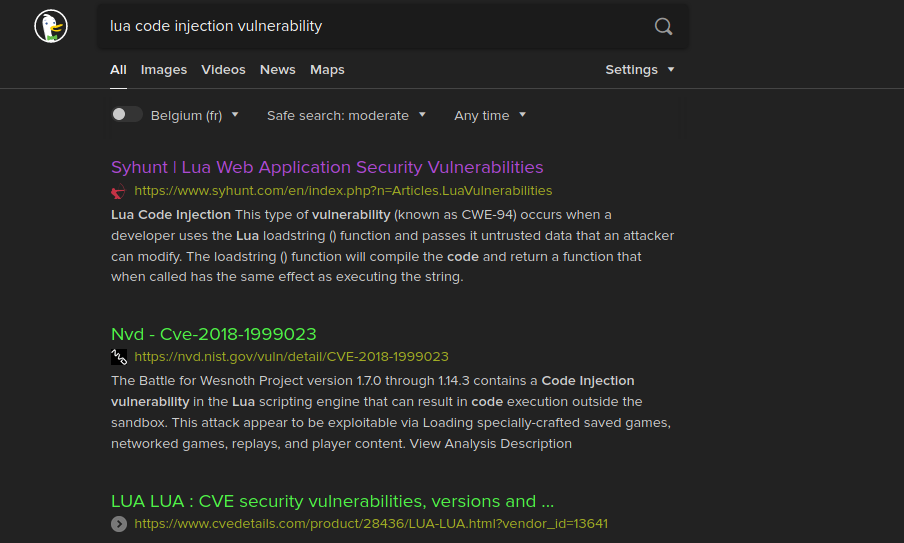 lua code injection vulnerability
All Images Videos News Maps Settings
Belgium (fr) Safe search: moderate Any time
Syhunt | Lua Web Application Security Vulnerabilities
https://www.syhunt.com/en/index.php?n=Articles.LuaVulnerabilities
Lua Code Injection This type of vulnerability (known as CWE-94) occurs when a
developer uses the Lua loadstring () function and passes it untrusted data that an attacker
can modify. The loadstring () function will compile the code and return a function that
when called has the same effect as executing the string.
Nvd - Cve-2018-1999023
https://nvd.nist.gov/vuln/detail/CVE-2018-1999023
The Battle for Wesnoth Project version 1.7.0 through 1.14.3 contains a Code Injection
vulnerability in the Lua scripting engine that can result in code execution outside the
sandbox. This attack appear to be exploitable via Loading specially-crafted saved games,
networked games, replays, and player content. View Analysis Description
LUA LUA : CVE security vulnerabilities, versions and ...
https://www.cvedetails.com/product/28436/LUA-LUA.html?vendor_id=13641